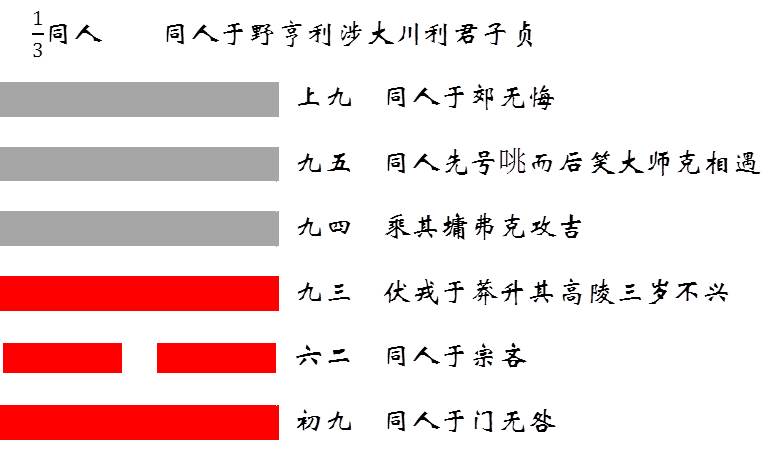 1/3同人　　同人于野亨利涉大川利君子贞
上九　同人于郊无悔
九五　同人先号咷而后笑大师克相遇
九四　乘其墉弗克攻吉
九三　伏戎于莽升其高陵三岁不兴
六二　同人于宗吝
初九　同人于门无咎